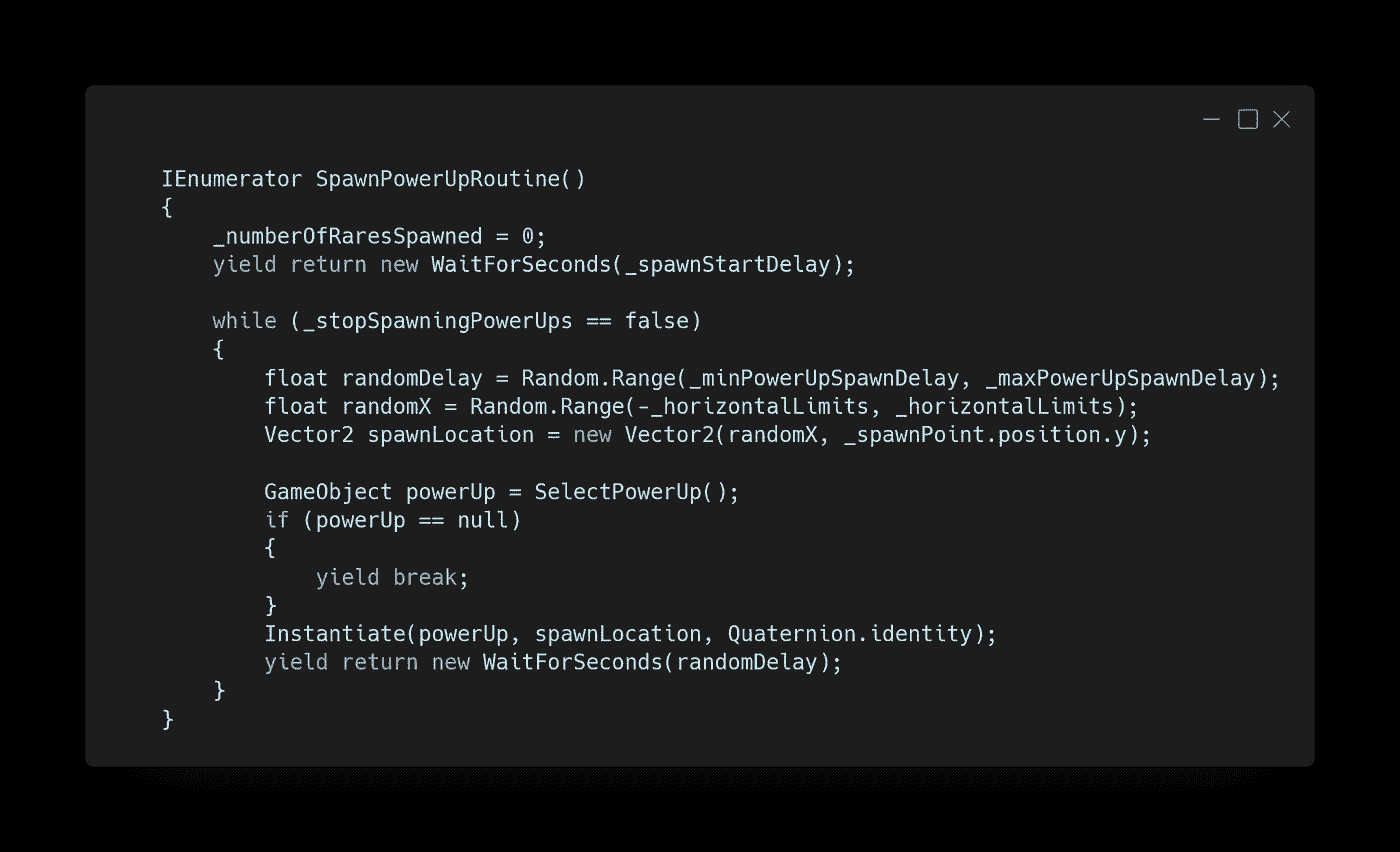 IEnumerator SpawnPowerUpRoutine()
{
    _numberOfRaresSpawned = 0;
    yield return new WaitForSeconds(_spawnStartDelay);

    while (_stopSpawningPowerUps == false)
    {
        float randomDelay = Random.Range(_minPowerUpSpawnDelay, _maxPowerUpSpawnDelay);
        float randomX = Random.Range(-_horizontalLimits, _horizontalLimits);
        Vector2 spawnLocation = new Vector2(randomX, _spawnPoint.position.y);

        GameObject powerUp = SelectPowerUp();
        if (powerUp == null)
        {
            yield break;
        }
        Instantiate(powerUp, spawnLocation, Quaternion.identity);
        yield return new WaitForSeconds(randomDelay);
    }
}